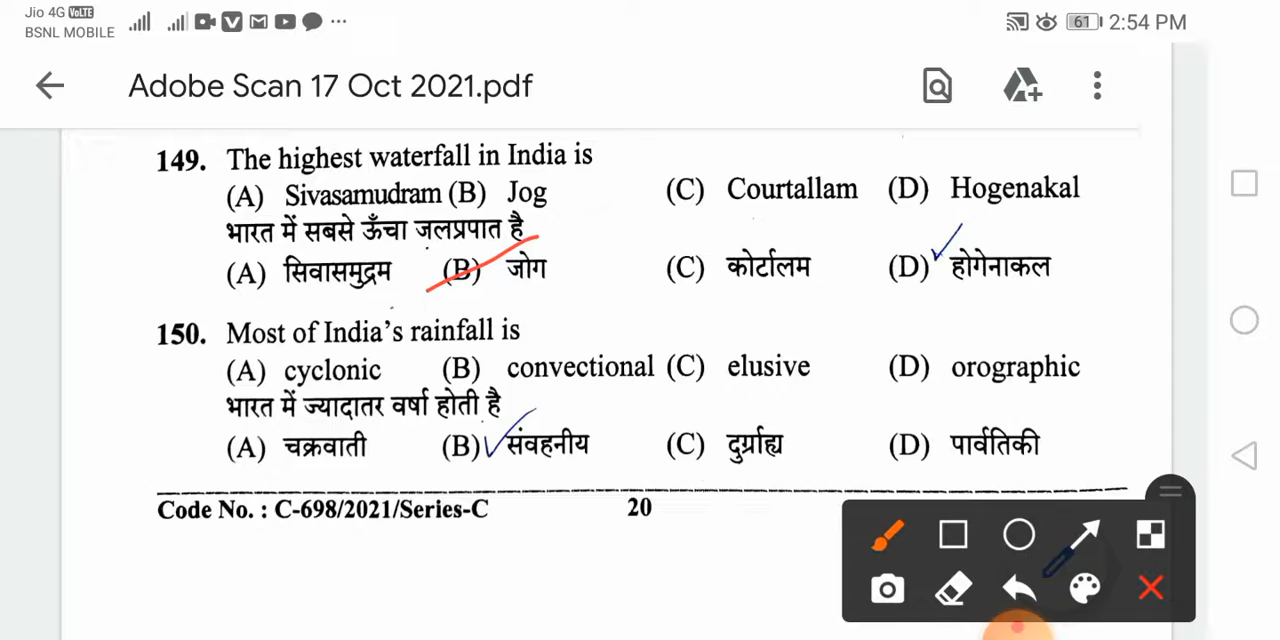 Jio 4G VoLTE
BSNL MOBILE
61 2:54 PM
Adobe Scan 17 Oct 2021.pdf
149. The highest waterfall in India is
(A) Sivasamudram (B) Jog (C) Courtallam (D) Hogenakal
भारत में सबसे ऊँचा जलप्रपात है
(A) सिवासमुद्रम (B) जोग (C) कोर्टालम (D) होगेनाकल
150. Most of India's rainfall is
(A) cyclonic (B) convectional (C) elusive (D) orographic
भारत में ज्यादातर वर्षा होती है
(A) चक्रवाती (B) संवहनीय (C) दुर्ग्राह्य (D) पार्वतिकी
Code No. : C-698/2021/Series-C 20